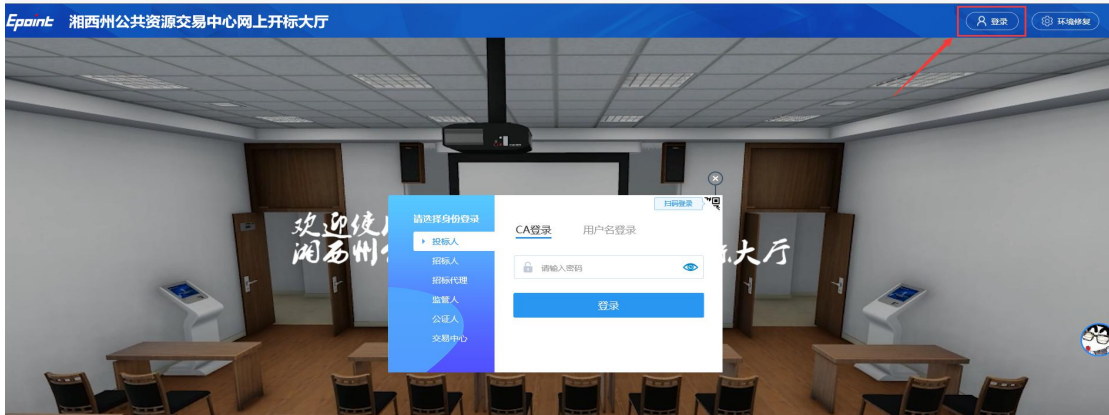 Epoint 湘西州公共资源交易中心网上开标大厅
登录
环境修复
欢迎使
湘西州
标大厅
扫码登录
请选择身份登录
投标人
招标人
招标代理
监管人
公证人
交易中心
CA登录
用户名登录
请输入密码
登录